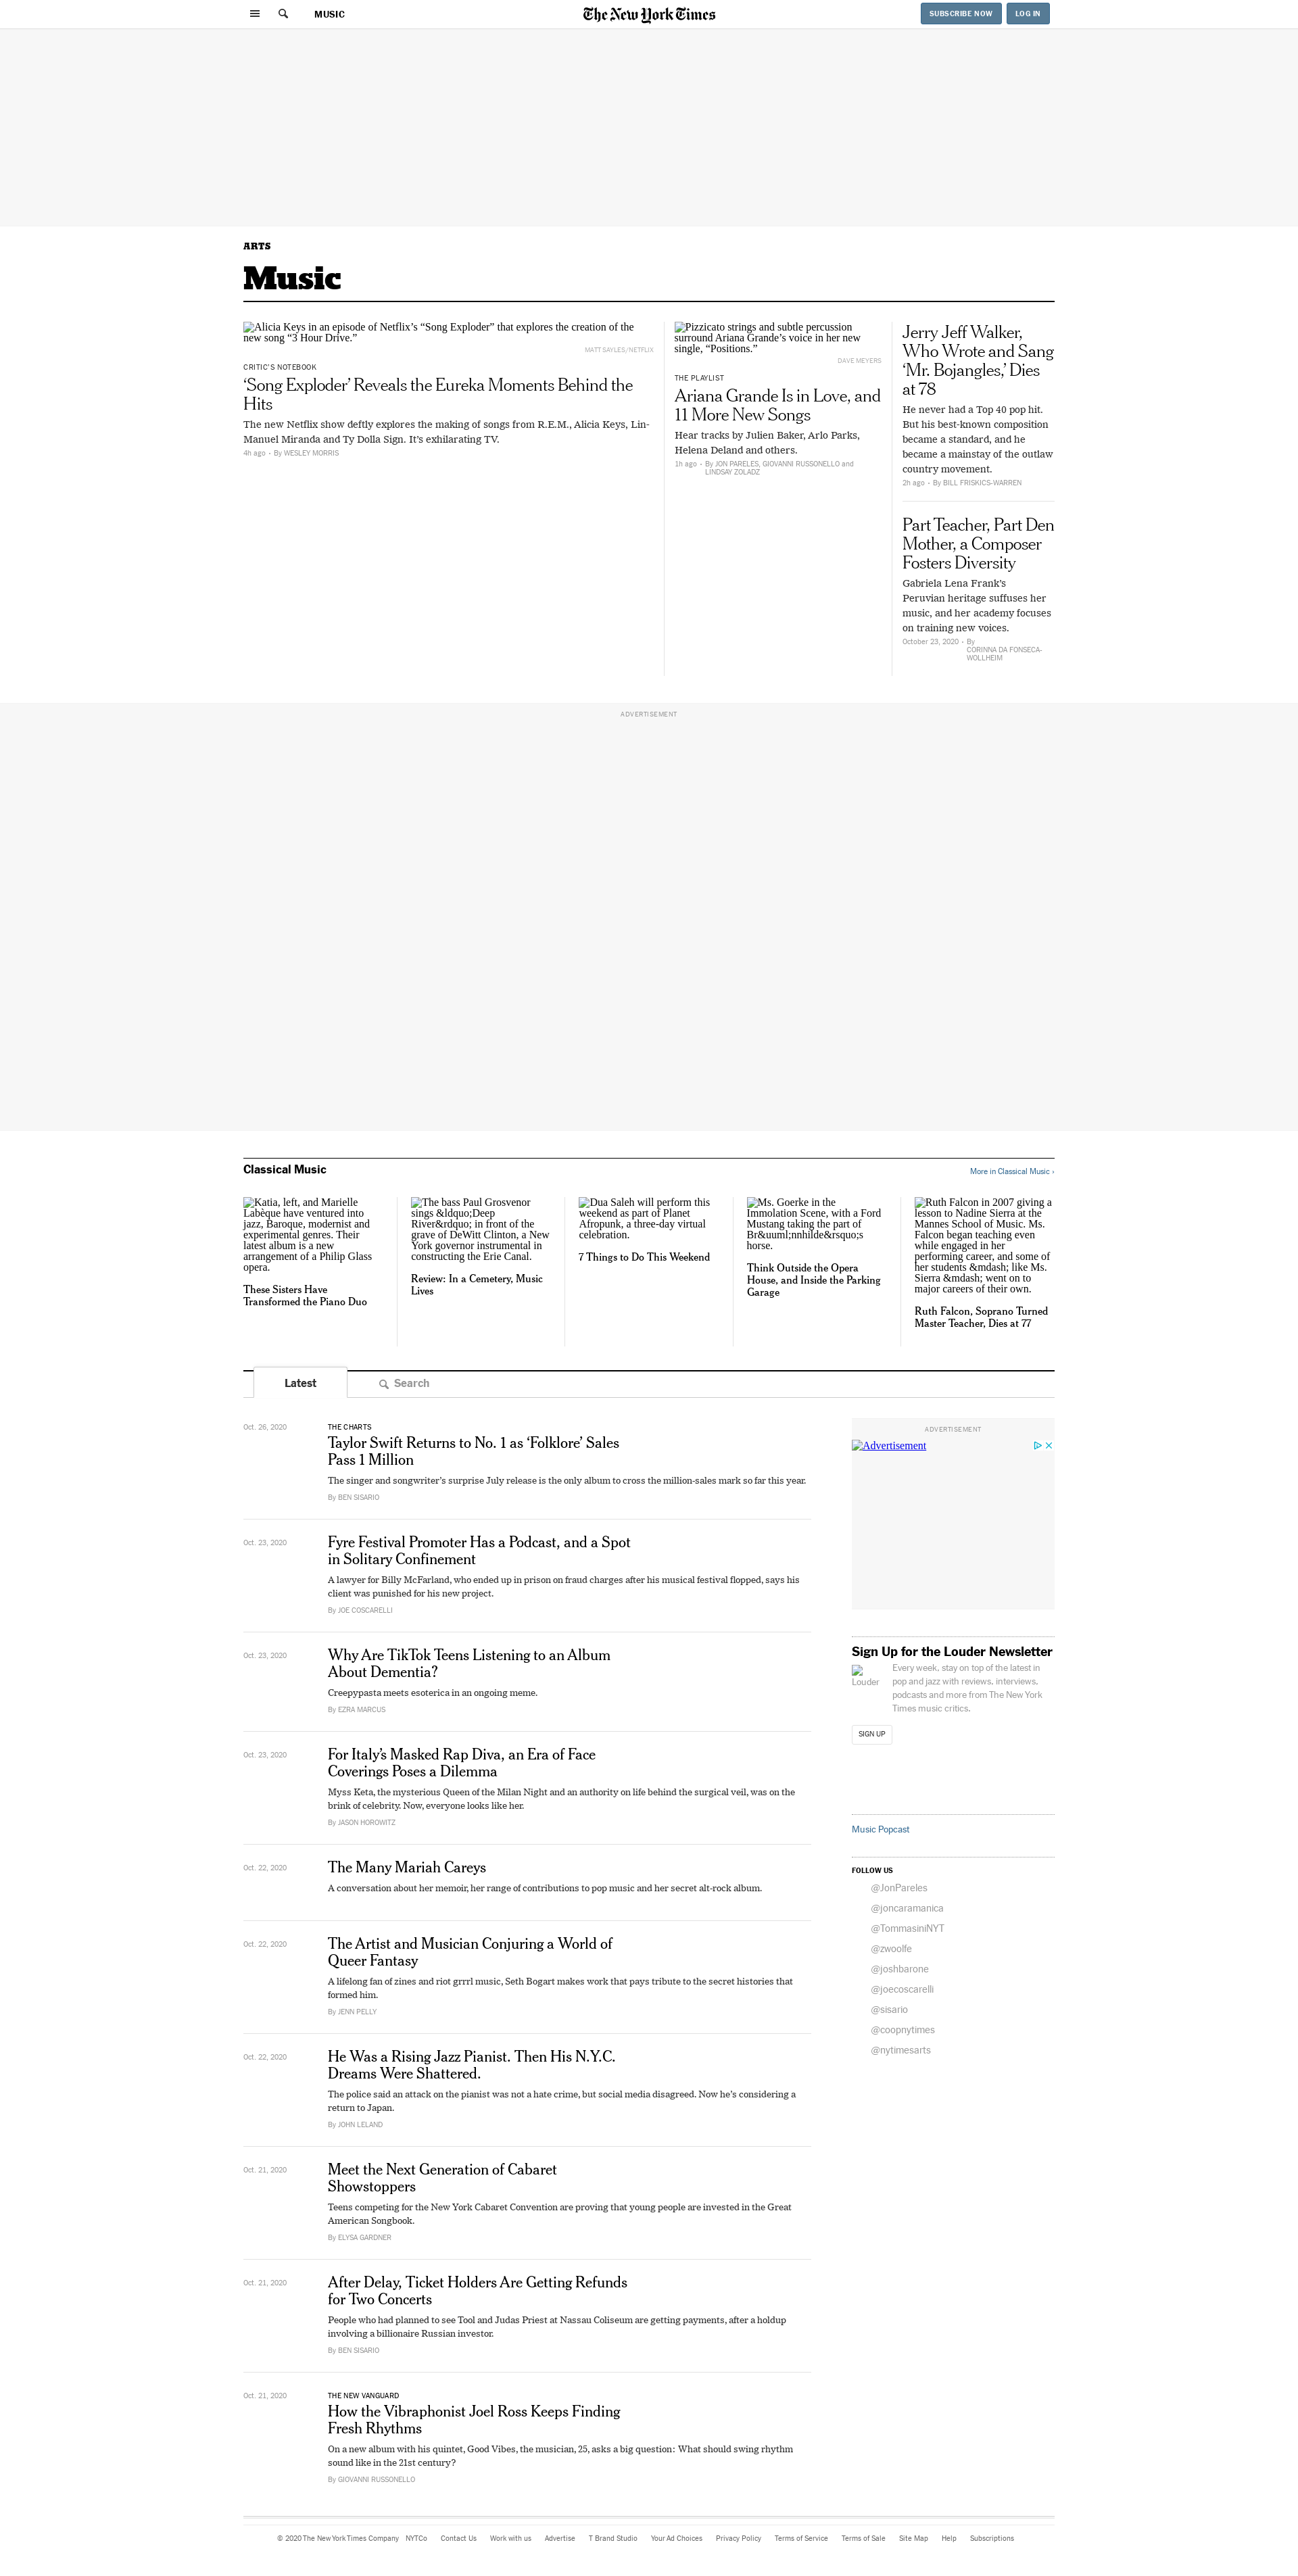 MUSIC
The New York Times
SUBSCRIBE NOW
LOG IN
ARTS
Music
Alicia Keys in an episode of Netflix’s “Song Exploder” that explores the creation of the
new song “3 Hour Drive.”
MATT SAYLES/NETFLIX
CRITIC’S NOTEBOOK
‘Song Exploder’ Reveals the Eureka Moments Behind the
Hits
The new Netflix show deftly explores the making of songs from R.E.M., Alicia Keys, Lin-
Manuel Miranda and Ty Dolla Sign. It’s exhilarating TV.
4h ago • By WESLEY MORRIS
Pizzicato strings and subtle percussion
surround Ariana Grande’s voice in her new
single, “Positions.”
DAVE MEYERS
THE PLAYLIST
Ariana Grande Is in Love, and
11 More New Songs
Hear tracks by Julien Baker, Arlo Parks,
Helena Deland and others.
1h ago • By JON PARELES, GIOVANNI RUSSONELLO and
LINDSAY ZOLADZ
Jerry Jeff Walker,
Who Wrote and Sang
‘Mr. Bojangles,’ Dies
at 78
He never had a Top 40 pop hit.
But his best-known composition
became a standard, and he
became a mainstay of the outlaw
country movement.
2h ago • By BILL FRISKICS-WARREN
Part Teacher, Part Den
Mother, a Composer
Fosters Diversity
Gabriela Lena Frank’s
Peruvian heritage suffuses her
music, and her academy focuses
on training new voices.
October 23, 2020 • By
CORINNA DA FONSECA-
WOLLHEIM
ADVERTISEMENT
Classical Music
More in Classical Music ›
Katia, left, and Marielle
Labèque have ventured into
jazz, Baroque, modernist and
experimental genres. Their
latest album is a new
arrangement of a Philip Glass
opera.
These Sisters Have
Transformed the Piano Duo
The bass Paul Grosvenor
sings &ldquo;Deep
River&rdquo; in front of the
grave of DeWitt Clinton, a New
York governor instrumental in
constructing the Erie Canal.
Review: In a Cemetery, Music
Lives
Dua Saleh will perform this
weekend as part of Planet
Afropunk, a three-day virtual
celebration.
7 Things to Do This Weekend
Ms. Goerke in the
Immolation Scene, with a Ford
Mustang taking the part of
Br&uuml;nnhilde&rsquo;s
horse.
Think Outside the Opera
House, and Inside the Parking
Garage
Ruth Falcon in 2007 giving a
lesson to Nadine Sierra at the
Mannes School of Music. Ms.
Falcon began teaching even
while engaged in her
performing career, and some of
her students &mdash; like Ms.
Sierra &mdash; went on to
major careers of their own.
Ruth Falcon, Soprano Turned
Master Teacher, Dies at 77
Latest
Search
Oct. 26, 2020
THE CHARTS
Taylor Swift Returns to No. 1 as ‘Folklore’ Sales
Pass 1 Million
The singer and songwriter’s surprise July release is the only album to cross the million-sales mark so far this year.
By BEN SISARIO
Oct. 23, 2020
Fyre Festival Promoter Has a Podcast, and a Spot
in Solitary Confinement
A lawyer for Billy McFarland, who ended up in prison on fraud charges after his musical festival flopped, says his
client was punished for his new project.
By JOE COSCARELLI
Oct. 23, 2020
Why Are TikTok Teens Listening to an Album
About Dementia?
Creepypasta meets esoterica in an ongoing meme.
By EZRA MARCUS
Oct. 23, 2020
For Italy’s Masked Rap Diva, an Era of Face
Coverings Poses a Dilemma
Myss Keta, the mysterious Queen of the Milan Night and an authority on life behind the surgical veil, was on the
brink of celebrity. Now, everyone looks like her.
By JASON HOROWITZ
Oct. 22, 2020
The Many Mariah Careys
A conversation about her memoir, her range of contributions to pop music and her secret alt-rock album.
Oct. 22, 2020
The Artist and Musician Conjuring a World of
Queer Fantasy
A lifelong fan of zines and riot grrrl music, Seth Bogart makes work that pays tribute to the secret histories that
formed him.
By JENN PELLY
Oct. 22, 2020
He Was a Rising Jazz Pianist. Then His N.Y.C.
Dreams Were Shattered.
The police said an attack on the pianist was not a hate crime, but social media disagreed. Now he’s considering a
return to Japan.
By JOHN LELAND
Oct. 21, 2020
Meet the Next Generation of Cabaret
Showstoppers
Teens competing for the New York Cabaret Convention are proving that young people are invested in the Great
American Songbook.
By ELYSA GARDNER
Oct. 21, 2020
After Delay, Ticket Holders Are Getting Refunds
for Two Concerts
People who had planned to see Tool and Judas Priest at Nassau Coliseum are getting payments, after a holdup
involving a billionaire Russian investor.
By BEN SISARIO
Oct. 21, 2020
THE NEW VANGUARD
How the Vibraphonist Joel Ross Keeps Finding
Fresh Rhythms
On a new album with his quintet, Good Vibes, the musician, 25, asks a big question: What should swing rhythm
sound like in the 21st century?
By GIOVANNI RUSSONELLO
ADVERTISEMENT
Advertisement
Sign Up for the Louder Newsletter
Louder
Every week, stay on top of the latest in
pop and jazz with reviews, interviews,
podcasts and more from The New York
Times music critics.
SIGN UP
Music Popcast
FOLLOW US
@JonPareles
@joncaramanica
@TommasiniNYT
@zwoolfe
@joshbarone
@joecoscarelli
@sisario
@coopnytimes
@nytimesarts
© 2020 The New York Times Company NYTCo Contact Us Work with us Advertise T Brand Studio Your Ad Choices Privacy Policy Terms of Service Terms of Sale Site Map Help Subscriptions